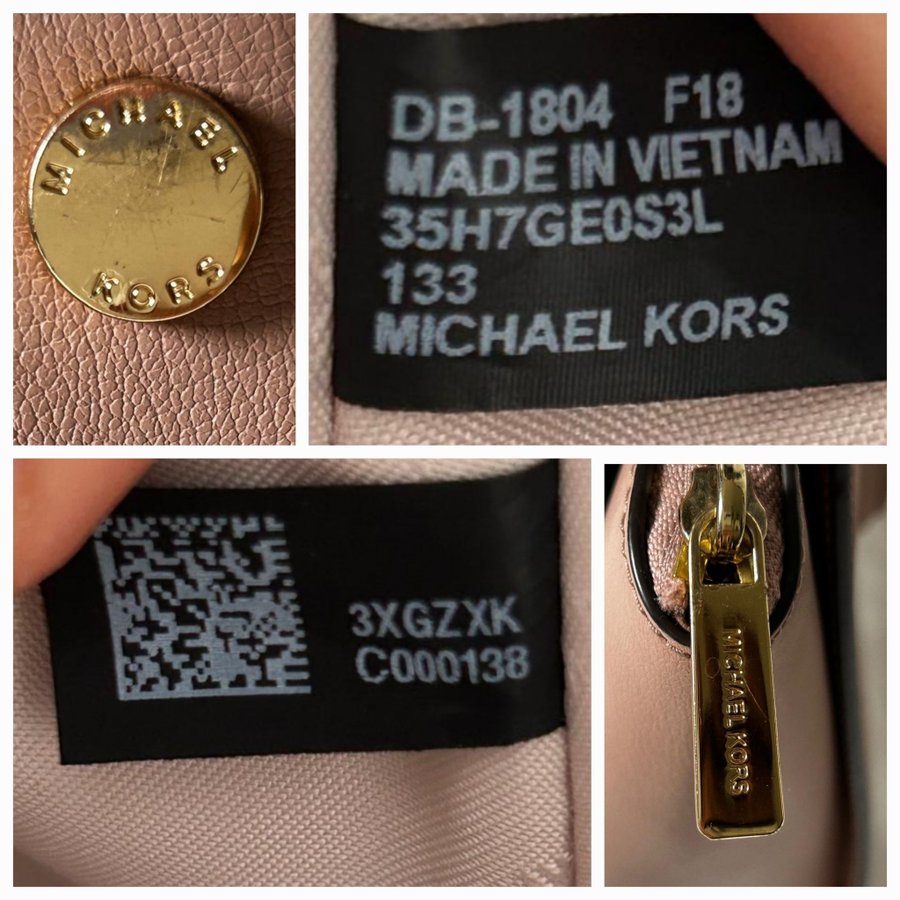 MICHAEL
KORS
DB-1804 F18
MADE IN VIETNAM
35H7GE0S3L
133
MICHAEL KORS
3XGZXK
C000138
MICHAEL KORS